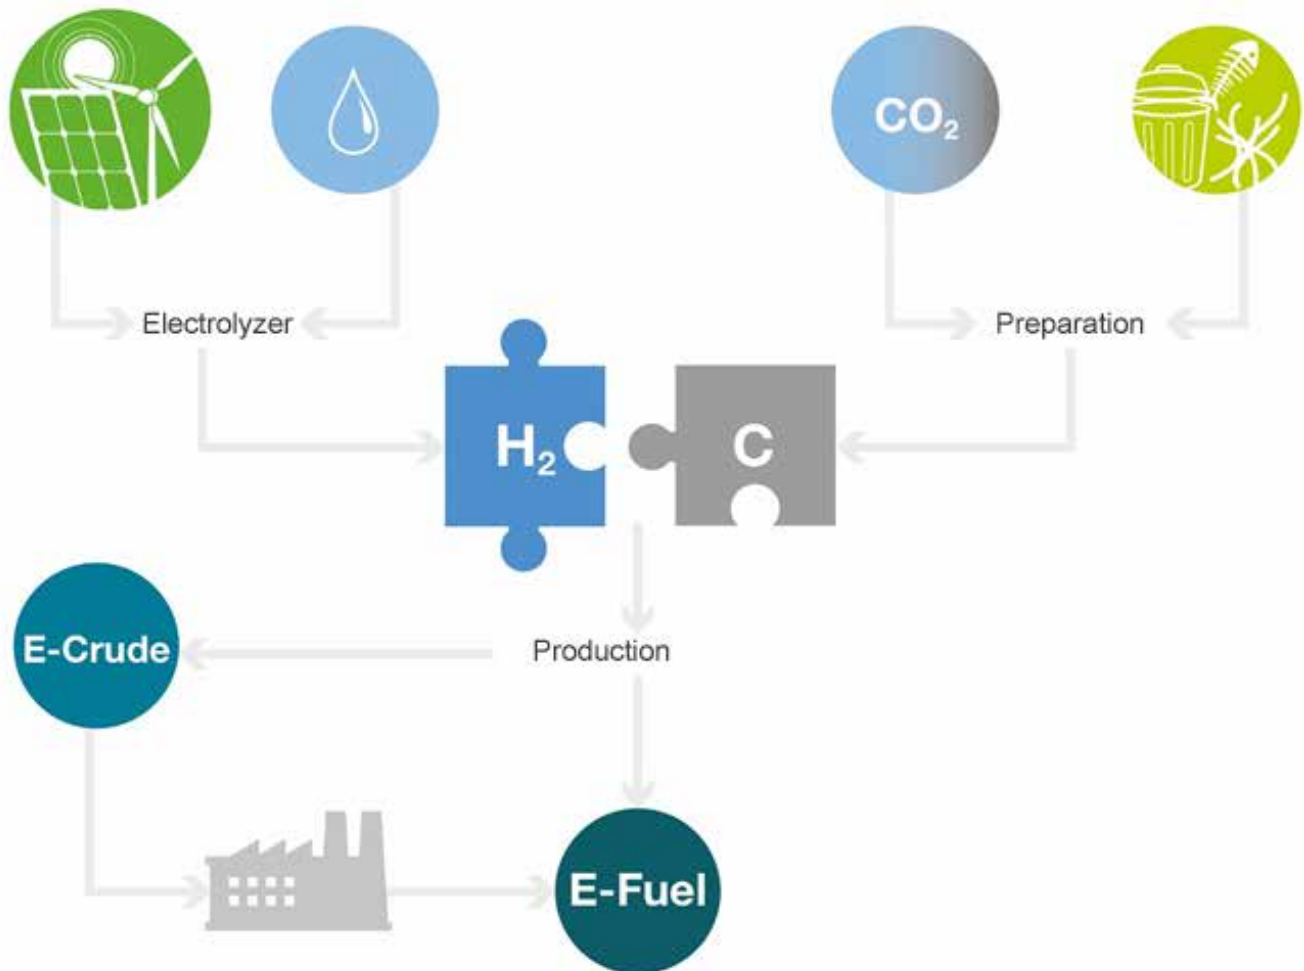 CO₂
Electrolyzer
Preparation
H₂
C
E-Crude
Production
E-Fuel